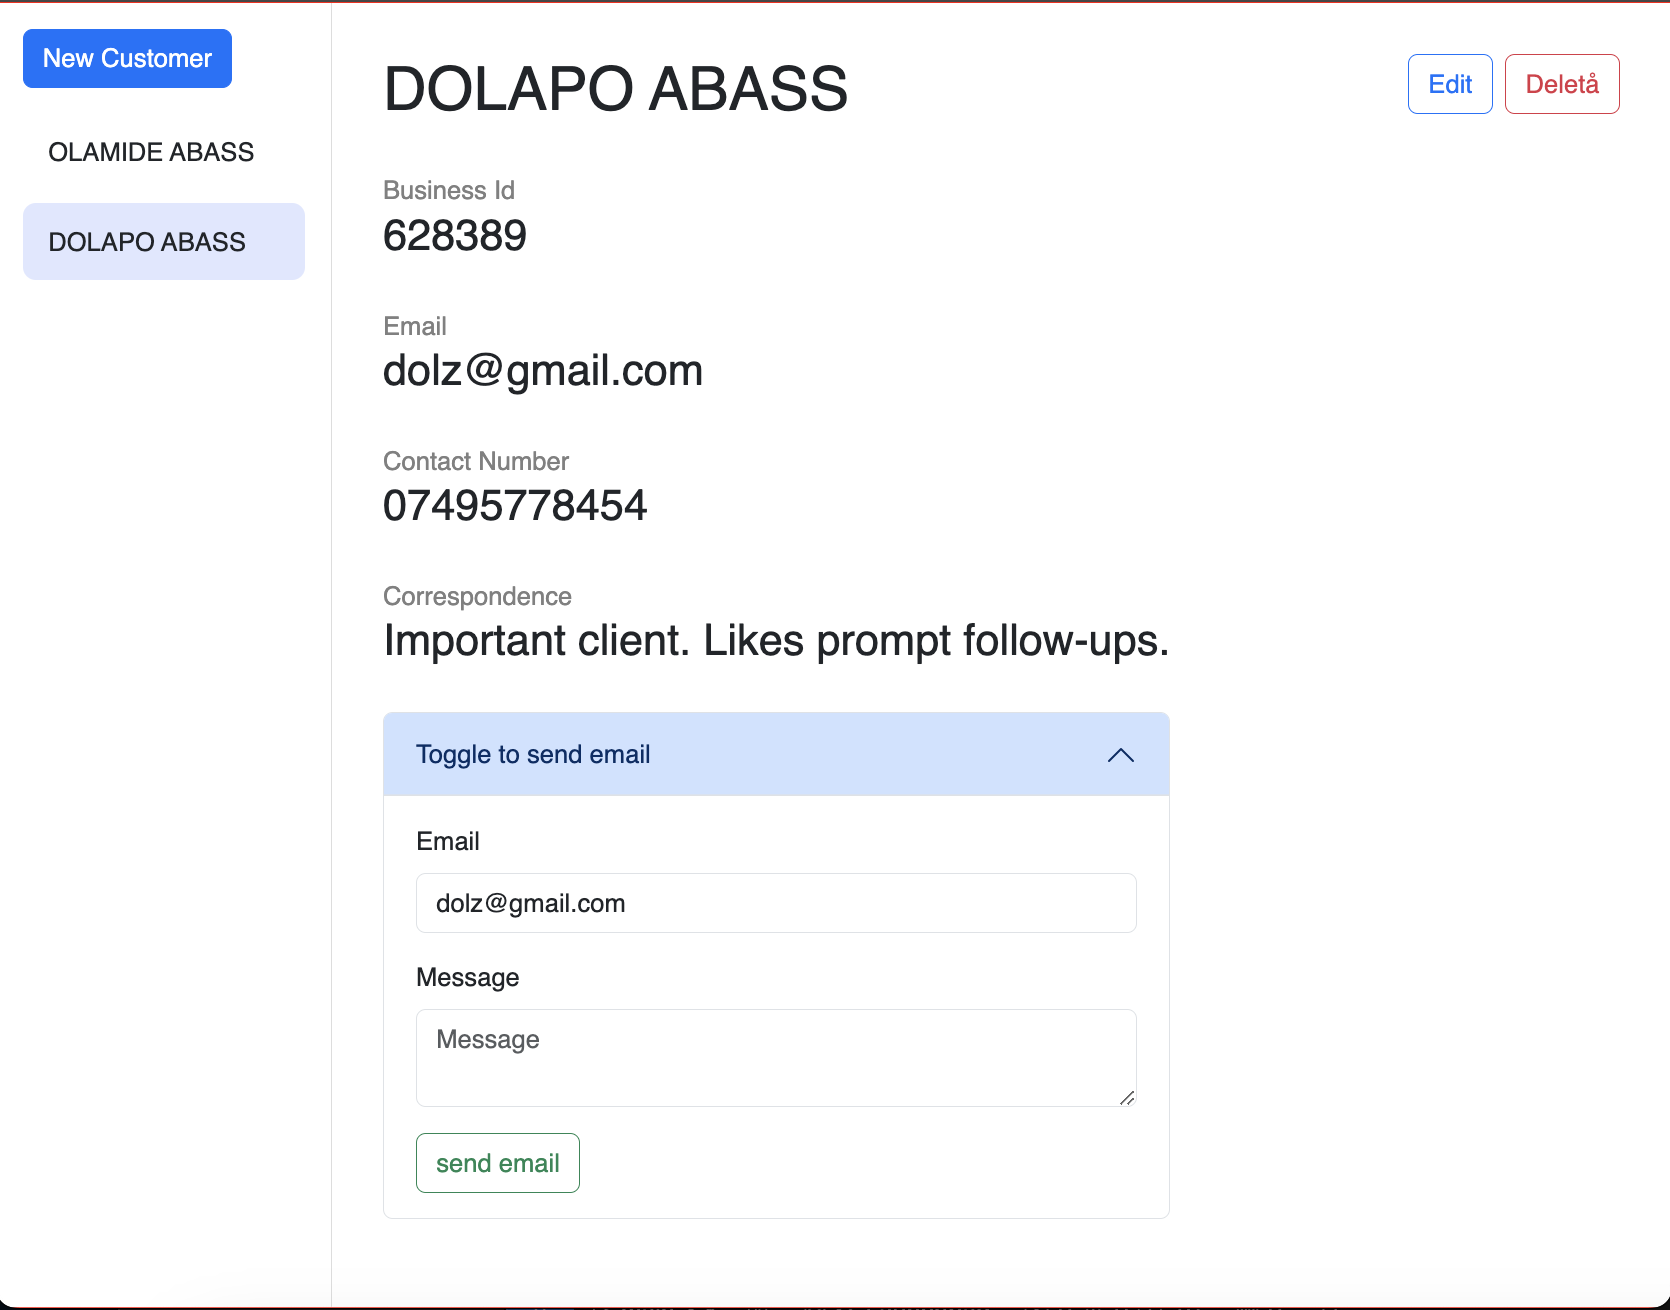 New Customer
OLAMIDE ABASS
DOLAPO ABASS
DOLAPO ABASS
Edit
Deletå
Business Id
628389
Email
dolz@gmail.com
Contact Number
07495778454
Correspondence
Important client. Likes prompt follow-ups.
Toggle to send email
Email
dolz@gmail.com
Message
Message
send email